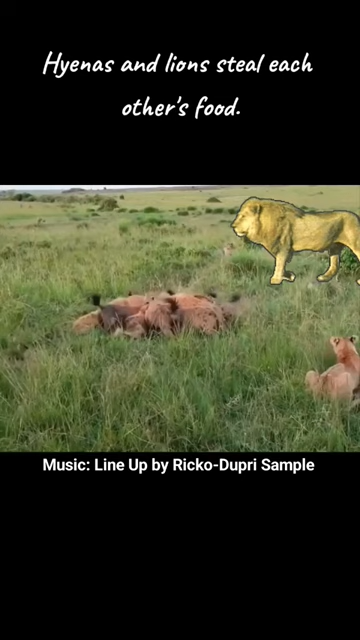 Hyenas and lions steal each
other's food.
Music: Line Up by Ricko-Dupri Sample